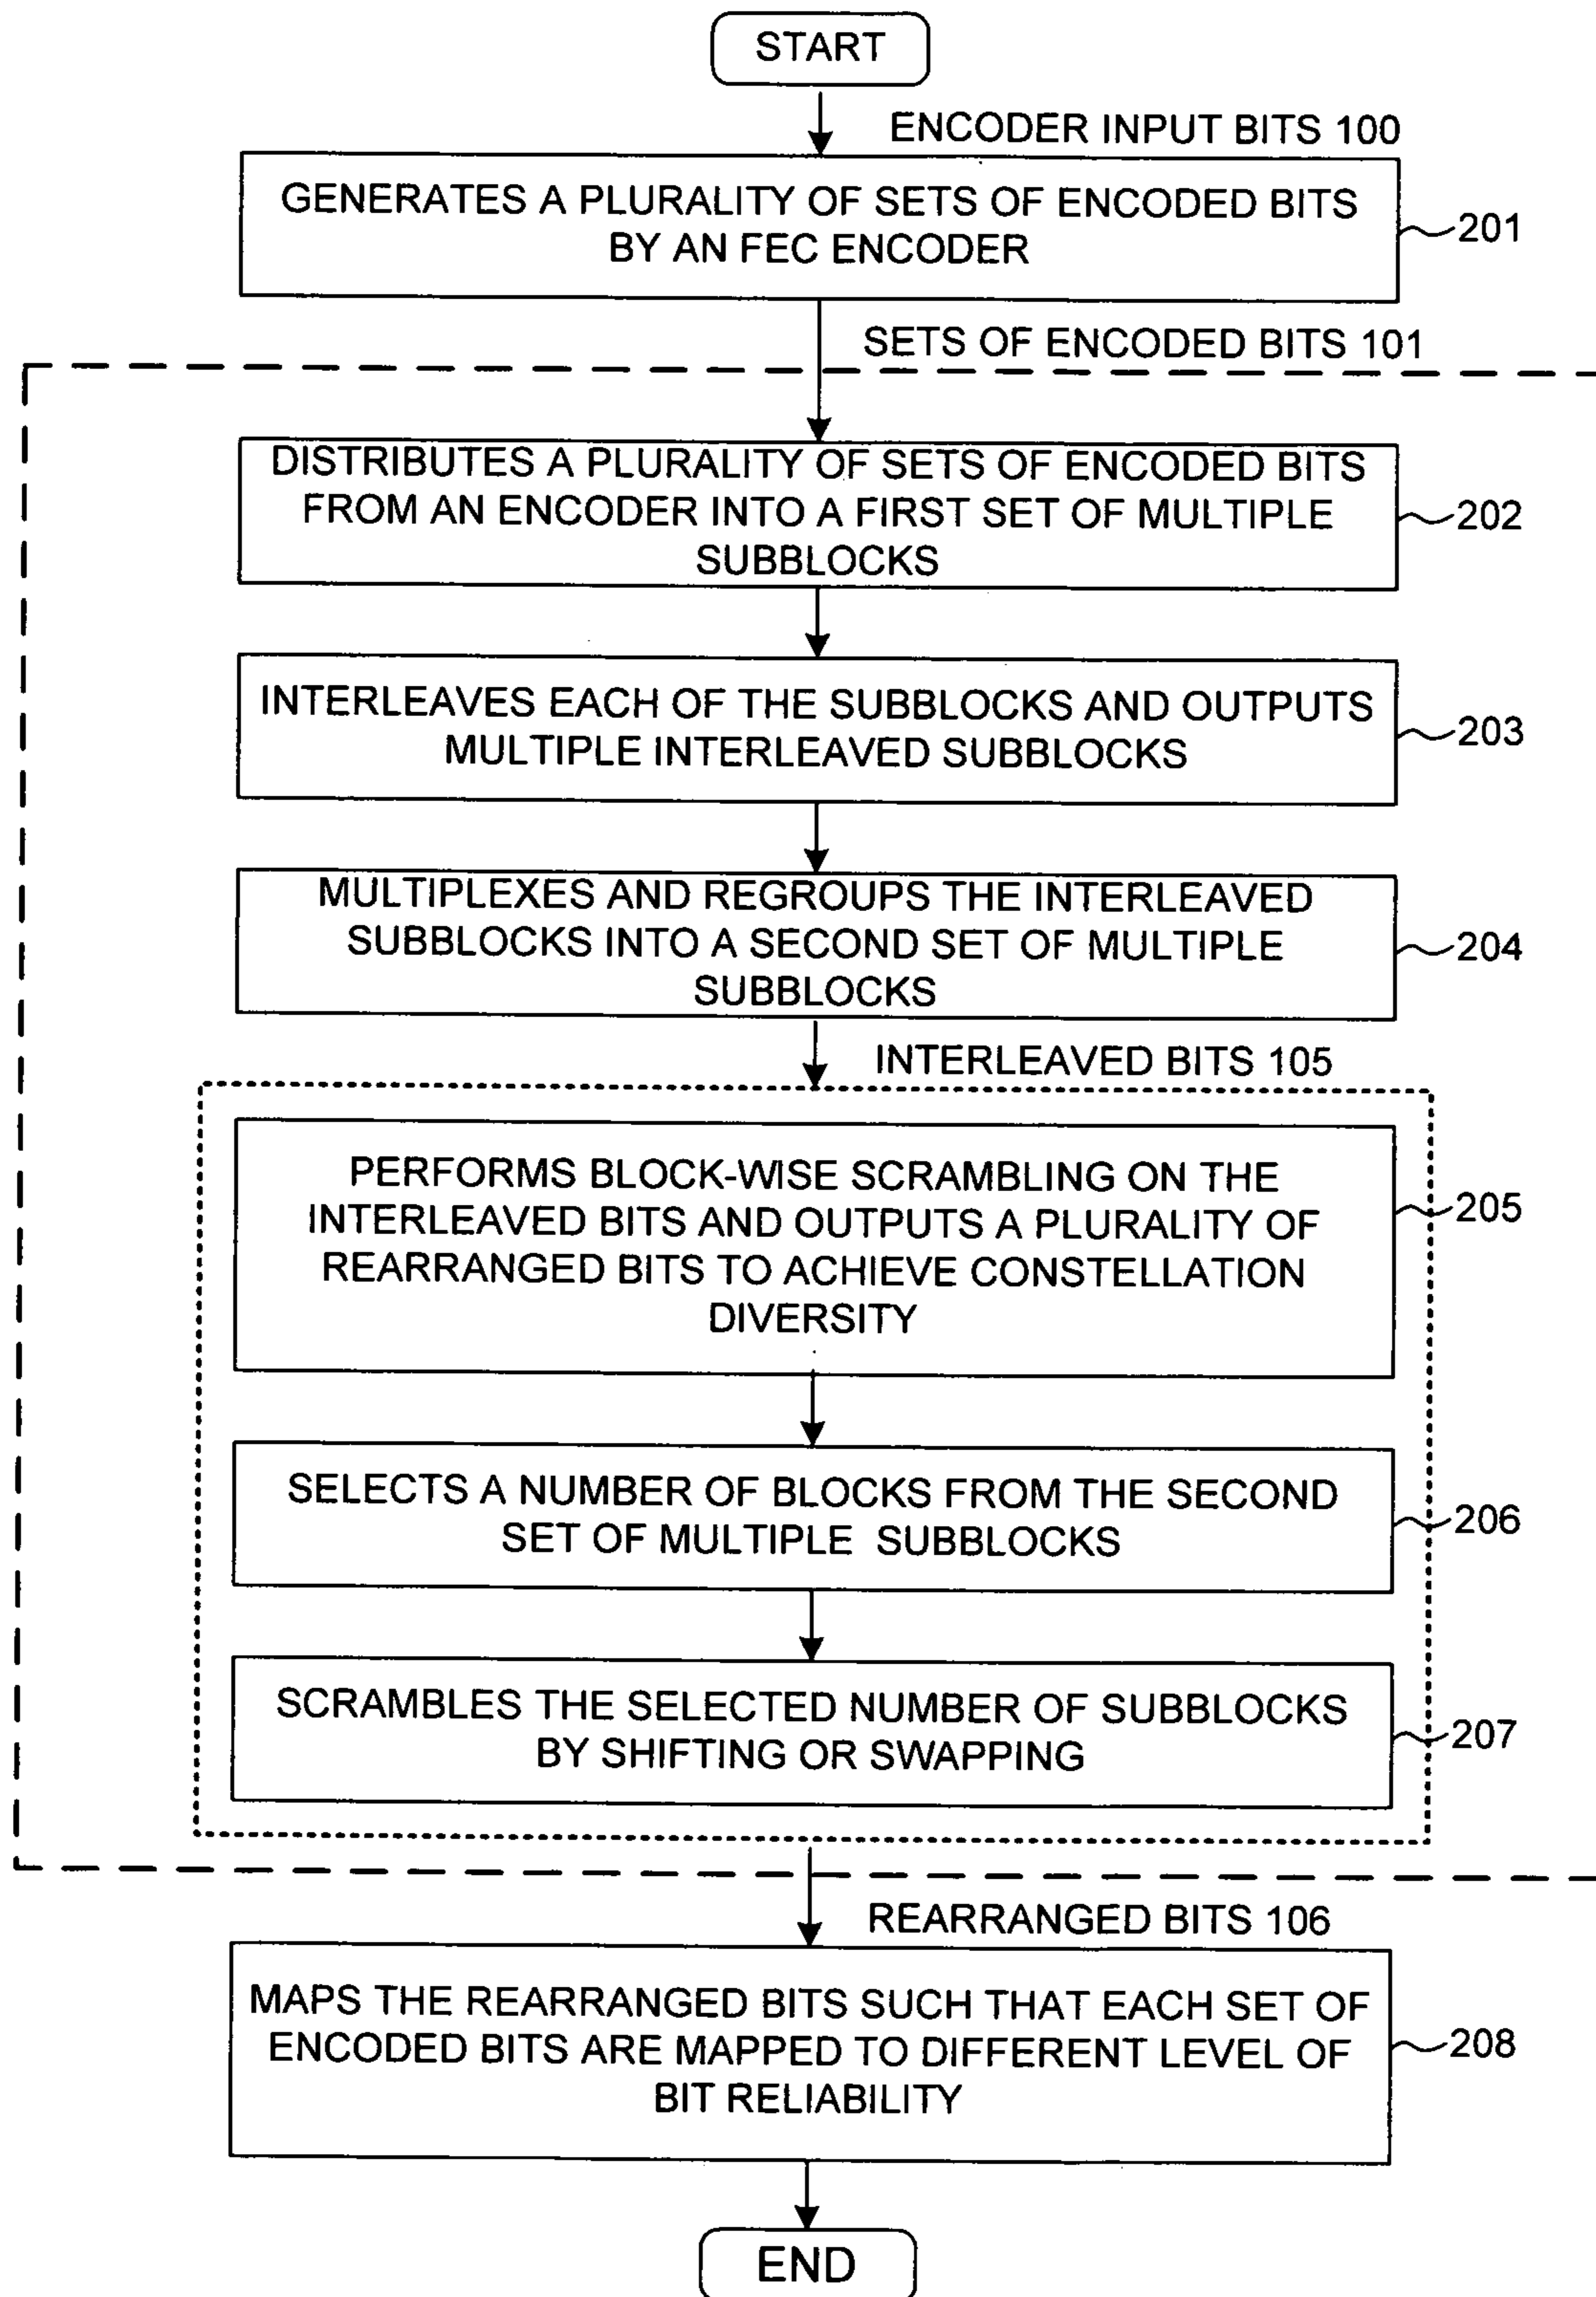 START
ENCODER INPUT BITS 100
GENERATES A PLURALITY OF SETS OF ENCODED BITS
BY AN FEC ENCODER
201
SETS OF ENCODED BITS 101
DISTRIBUTES A PLURALITY OF SETS OF ENCODED BITS
FROM AN ENCODER INTO A FIRST SET OF MULTIPLE
SUBBLOCKS
202
INTERLEAVES EACH OF THE SUBBLOCKS AND OUTPUTS
MULTIPLE INTERLEAVED SUBBLOCKS
203
MULTIPLEXES AND REGROUPS THE INTERLEAVED
SUBBLOCKS INTO A SECOND SET OF MULTIPLE
SUBBLOCKS
204
INTERLEAVED BITS 105
PERFORMS BLOCK-WISE SCRAMBLING ON THE
INTERLEAVED BITS AND OUTPUTS A PLURALITY OF
REARRANGED BITS TO ACHIEVE CONSTELLATION
DIVERSITY
205
SELECTS A NUMBER OF BLOCKS FROM THE SECOND
SET OF MULTIPLE SUBBLOCKS
206
SCRAMBLES THE SELECTED NUMBER OF SUBBLOCKS
BY SHIFTING OR SWAPPING
207
REARRANGED BITS 106
MAPS THE REARRANGED BITS SUCH THAT EACH SET OF
ENCODED BITS ARE MAPPED TO DIFFERENT LEVEL OF
BIT RELIABILITY
208
END